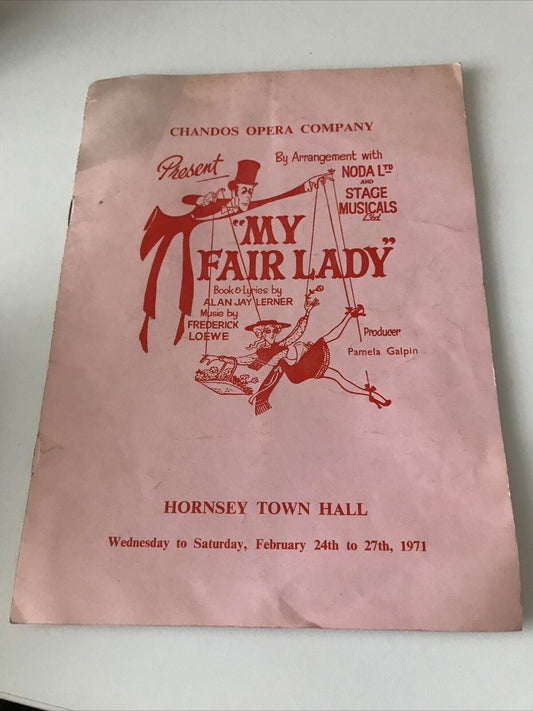 CHANDOS OPERA COMPANY
Present
By Arrangement with
NODA LTD
AND
STAGE
MUSICALS
Ltd
"MY
FAIR LADY"
Book & Lyrics by
ALAN JAY LERNER
Music by
FREDERICK
LOEWE
Producer
Pamela Galpin
HORNSEY TOWN HALL
Wednesday to Saturday, February 24th to 27th, 1971